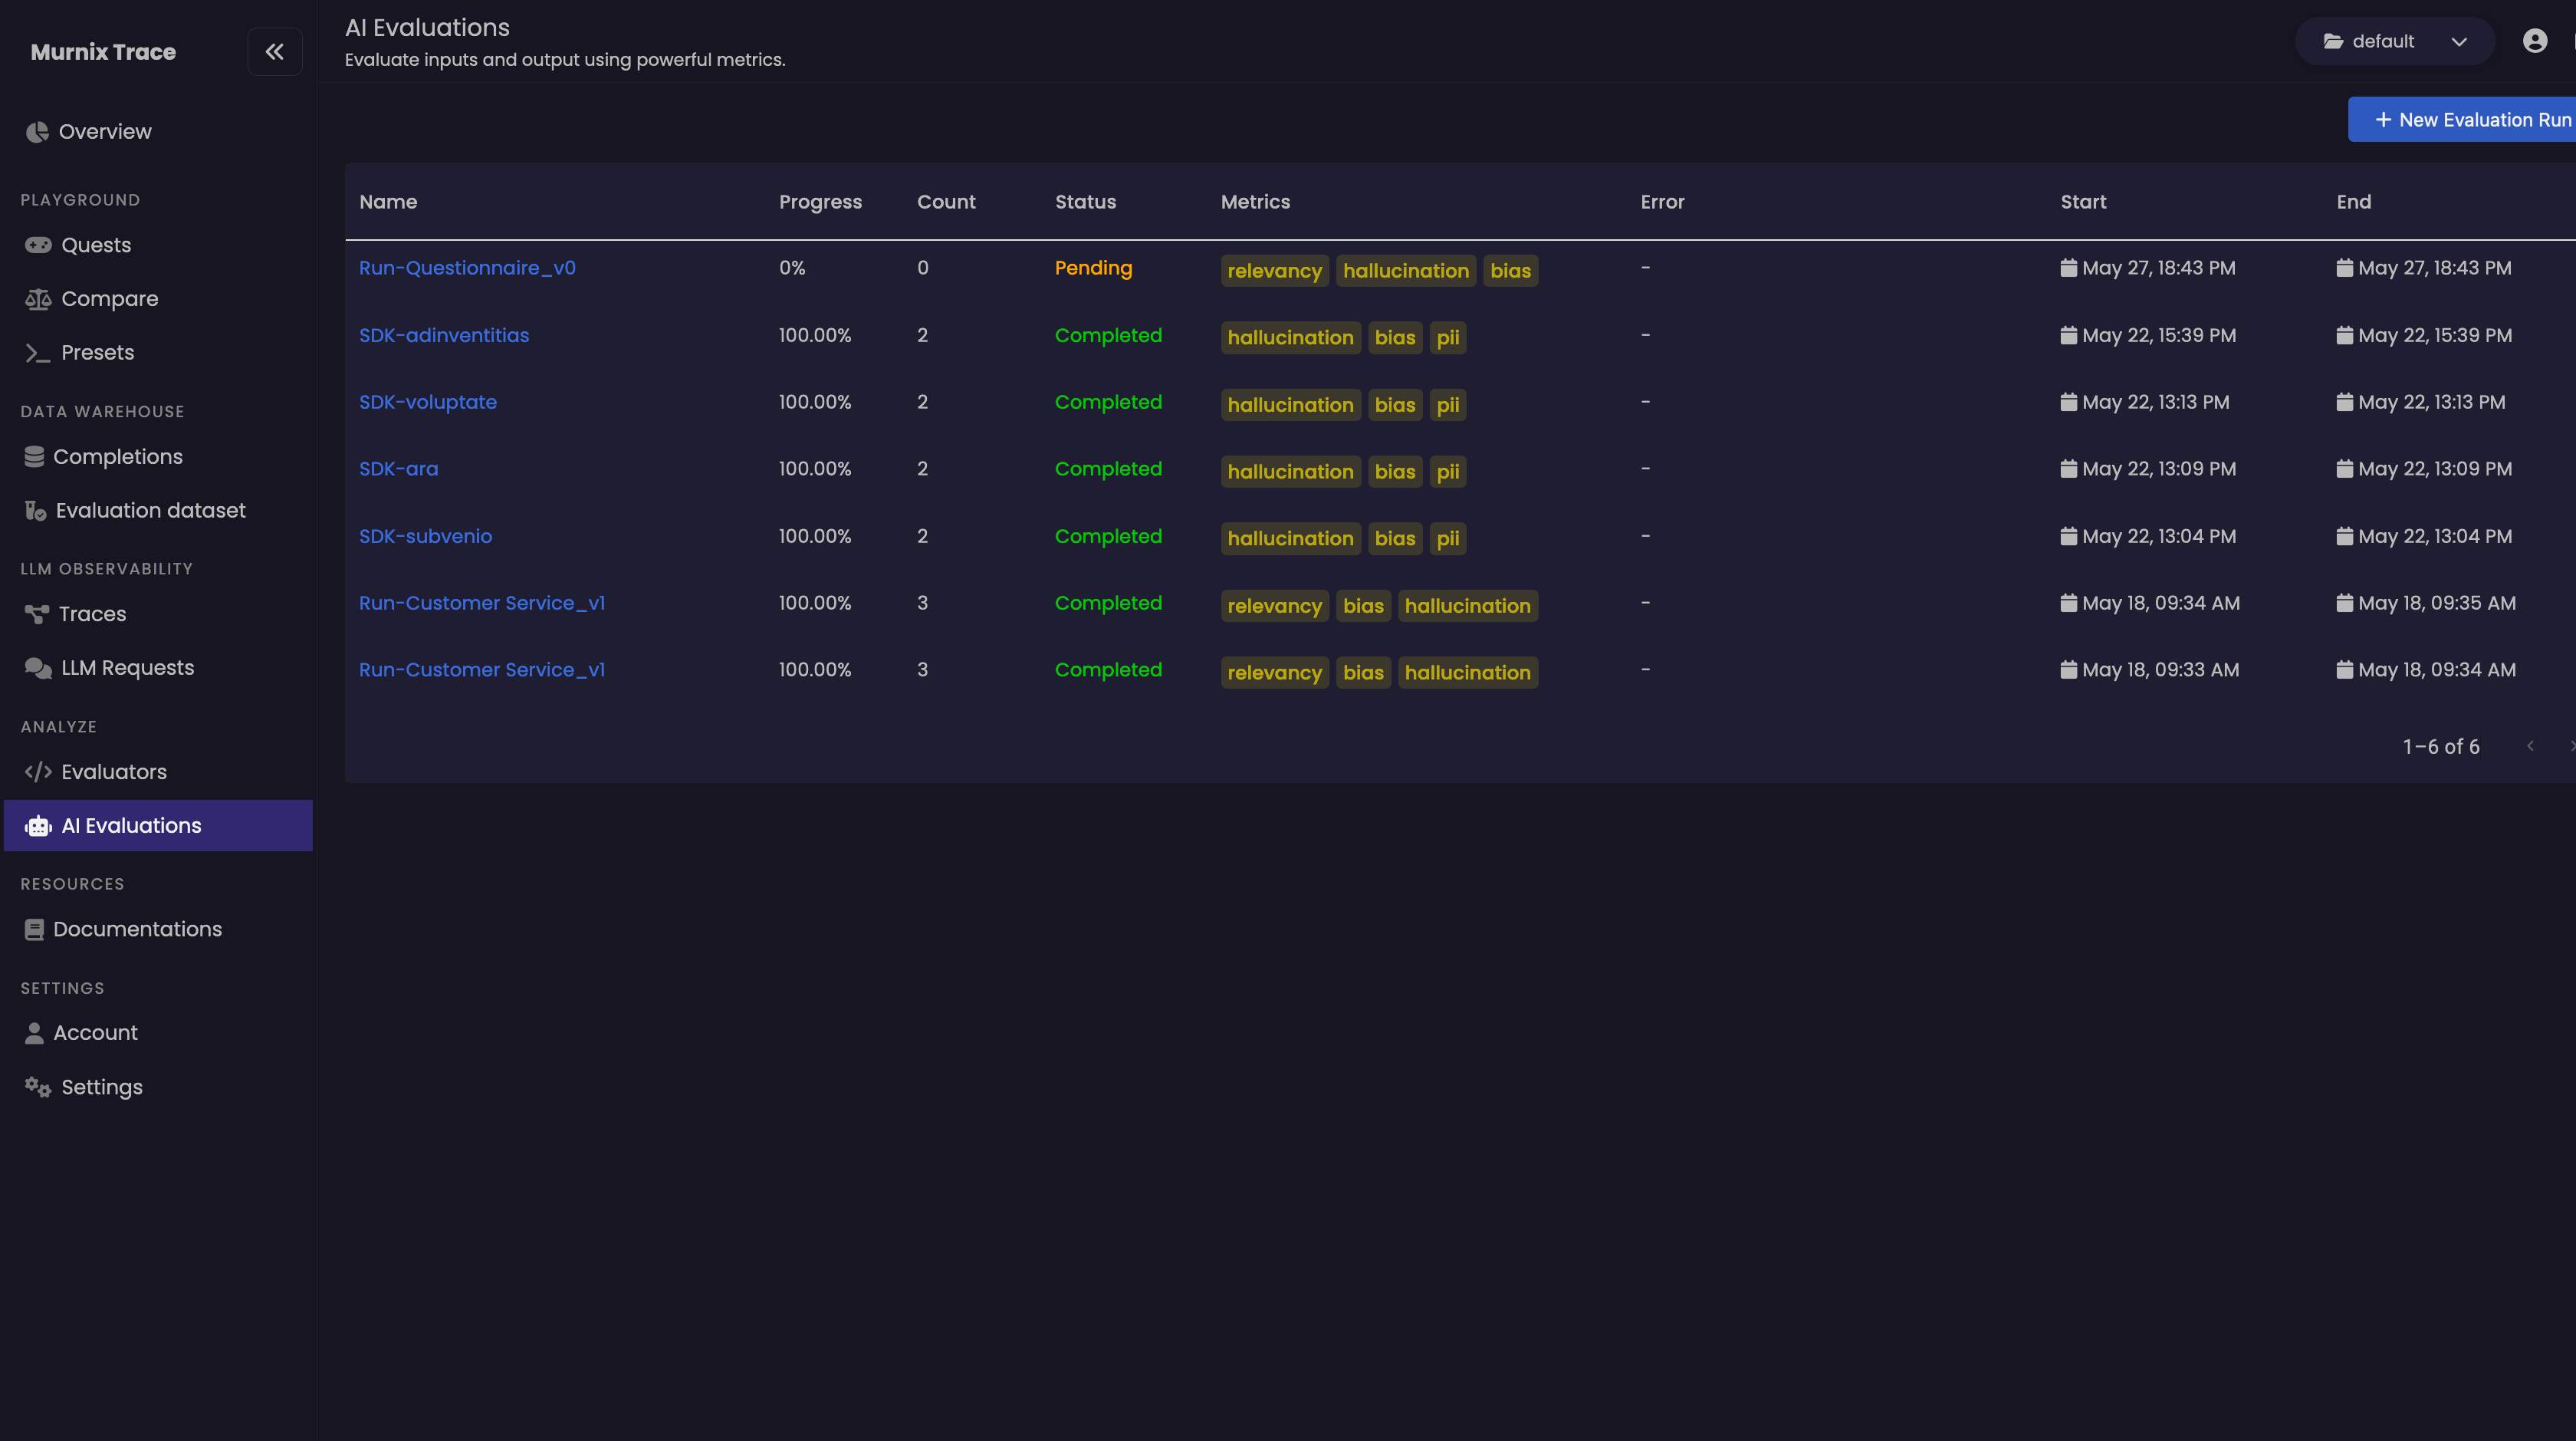 Murnix Trace
Overview
PLAYGROUND
Quests
Compare
Presets
DATA WAREHOUSE
Completions
Evaluation dataset
LLM OBSERVABILITY
Traces
LLM Requests
ANALYZE
Evaluators
AI Evaluations
RESOURCES
Documentations
SETTINGS
Account
Settings
AI Evaluations
Evaluate inputs and output using powerful metrics.
default
+ New Evaluation Run
Name Progress Count Status Metrics Error Start End
Run-Questionnaire_v0 0% 0 Pending relevancy hallucination bias - May 27, 18:43 PM May 27, 18:43 PM
SDK-adinventitias 100.00% 2 Completed hallucination bias pii - May 22, 15:39 PM May 22, 15:39 PM
SDK-voluptate 100.00% 2 Completed hallucination bias pii - May 22, 13:13 PM May 22, 13:13 PM
SDK-ara 100.00% 2 Completed hallucination bias pii - May 22, 13:09 PM May 22, 13:09 PM
SDK-subvenio 100.00% 2 Completed hallucination bias pii - May 22, 13:04 PM May 22, 13:04 PM
Run-Customer Service_v1 100.00% 3 Completed relevancy bias hallucination - May 18, 09:34 AM May 18, 09:35 AM
Run-Customer Service_v1 100.00% 3 Completed relevancy bias hallucination - May 18, 09:33 AM May 18, 09:34 AM
1–6 of 6